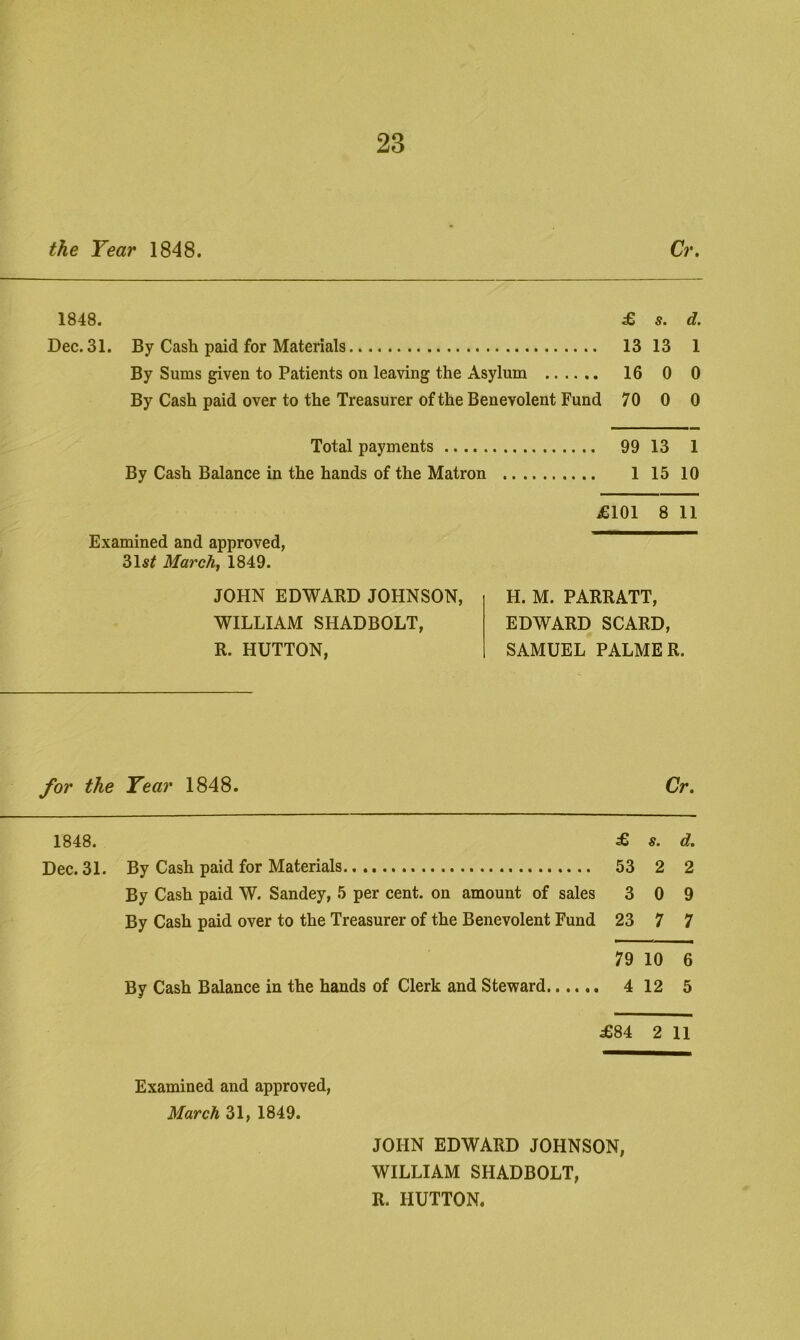 23
the Year 1848. Cr.
1848. £ s. d.
Dec. 31. By Cash paid for Materials............................ 13 13 1
By Sums given to Patients on leaving the Asylum ...... 16 0 0
By Cash paid over to the Treasurer of the Benevolent Fund 70 0 0
Total payments .................. 99 13 1
By Cash Balance in the hands of the Matron ........... 1 15 10
£101 8 11
Examined and approved,
31st March, 1849.
JOHN EDWARD JOHNSON, H. M. PARRATT,
WILLIAM SHADBOLT, EDWARD SCARD,
R. HUTTON, SAMUEL PALMER.
for the Year 1848. Cr.
1848. £ s. d.
Dec. 31. By Cash paid for Materials............................ 53 2 2
By Cash paid W. Sandey, 5 per cent. on amount of sales 3 0 9
By Cash paid over to the Treasurer of the Benevolent Fund 23 7 7
79 10 6
By Cash Balance in the hands of Clerk and Steward...... 4 12 5
£84 2 11
Examined and approved,
March 31, 1849.
JOHN EDWARD JOHNSON,
WILLIAM SHADBOLT,
R. HUTTON.